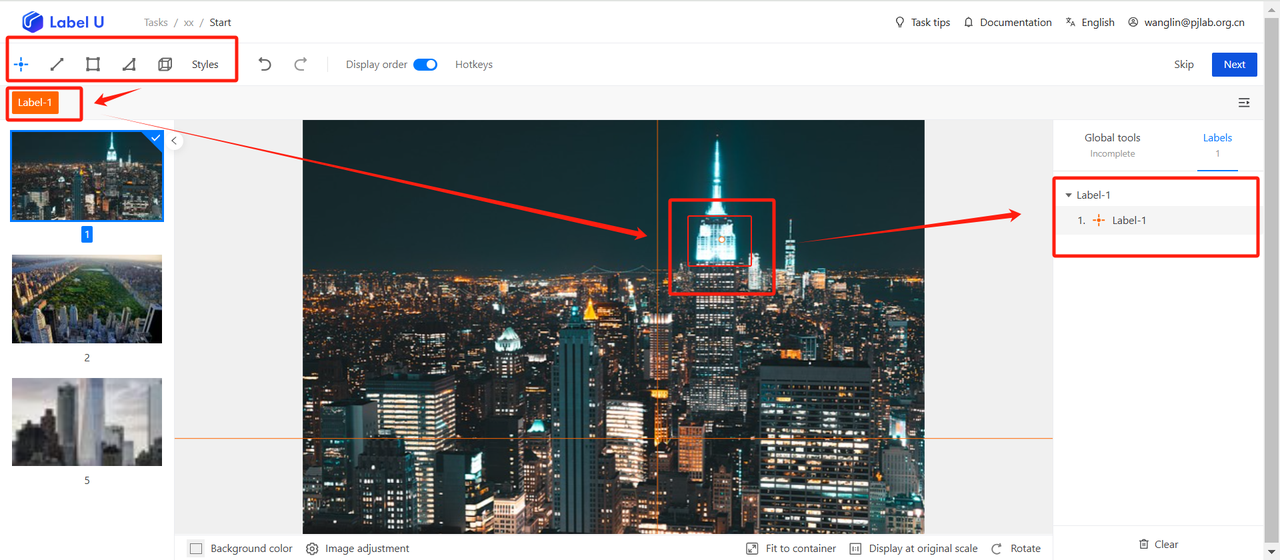 Label U
Tasks / xx / Start
Task tips
Documentation
English
wanglin@pjlab.org.cn
Styles
Display order
Hotkeys
Skip
Next
Label-1
1
2
5
Global tools
Incomplete
Labels
1
Label-1
1. Label-1
Background color
Image adjustment
Fit to container
Display at original scale
Rotate
Clear